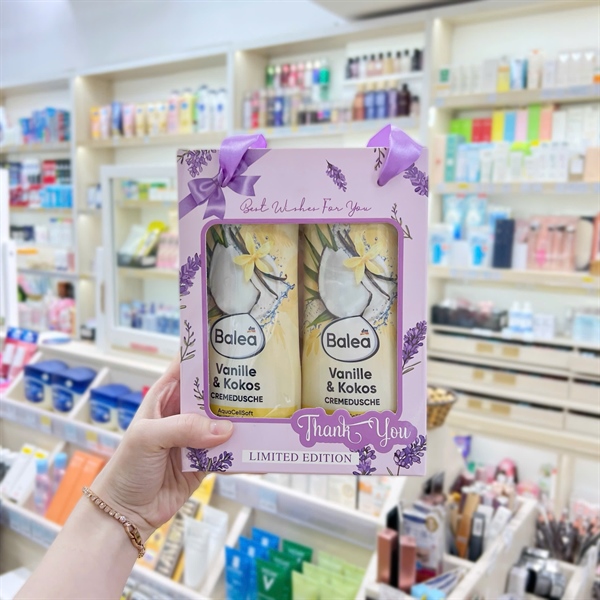 Best Wishes For You
Balea
Vanille
& Kokos
CREMEDUSCHE
AquaCellSoft
Balea
Vanille
& Kokos
CREMEDUSCHE
Thank You
LIMITED EDITION